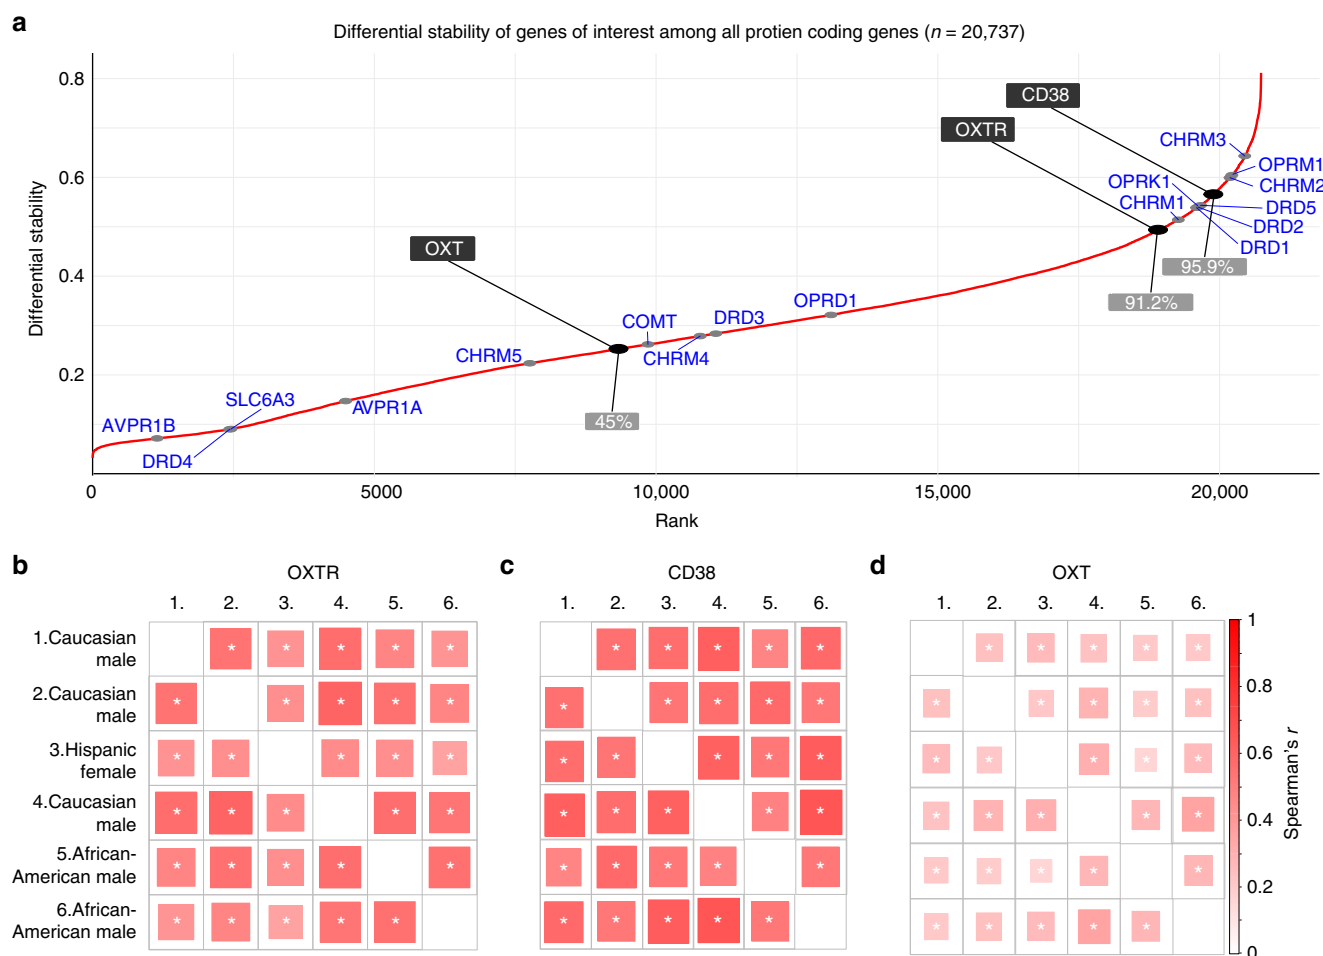 a
Differential stability of genes of interest among all protien coding genes (n = 20,737)
Differential stability
0.8
0.6
0.4
0.2
CD38
OXTR
OXT
CHRM3
OPRM1
CHRM2
OPRK1
CHRM1
DRD5
DRD2
DRD1
95.9%
91.2%
OPRD1
DRD3
COMT
CHRM4
CHRM5
45%
SLC6A3
AVPR1A
AVPR1B
DRD4
0 5000 10,000 15,000 20,000
Rank
b
OXTR
1. 2. 3. 4. 5. 6.
1.Caucasian
male
* * * * *
2.Caucasian
male
* * * * *
3.Hispanic
female
* * * * *
4.Caucasian
male
* * * * *
5.African-
American male
* * * * *
6.African-
American male
* * * * *
c
CD38
1. 2. 3. 4. 5. 6.
* * * * *
* * * * *
* * * * *
* * * * *
* * * * *
* * * * *
d
OXT
1. 2. 3. 4. 5. 6.
* * * * *
* * * * *
* * * * *
* * * * *
* * * * *
* * * * *
1
0.8
0.6
0.4
0.2
0
Spearman's r